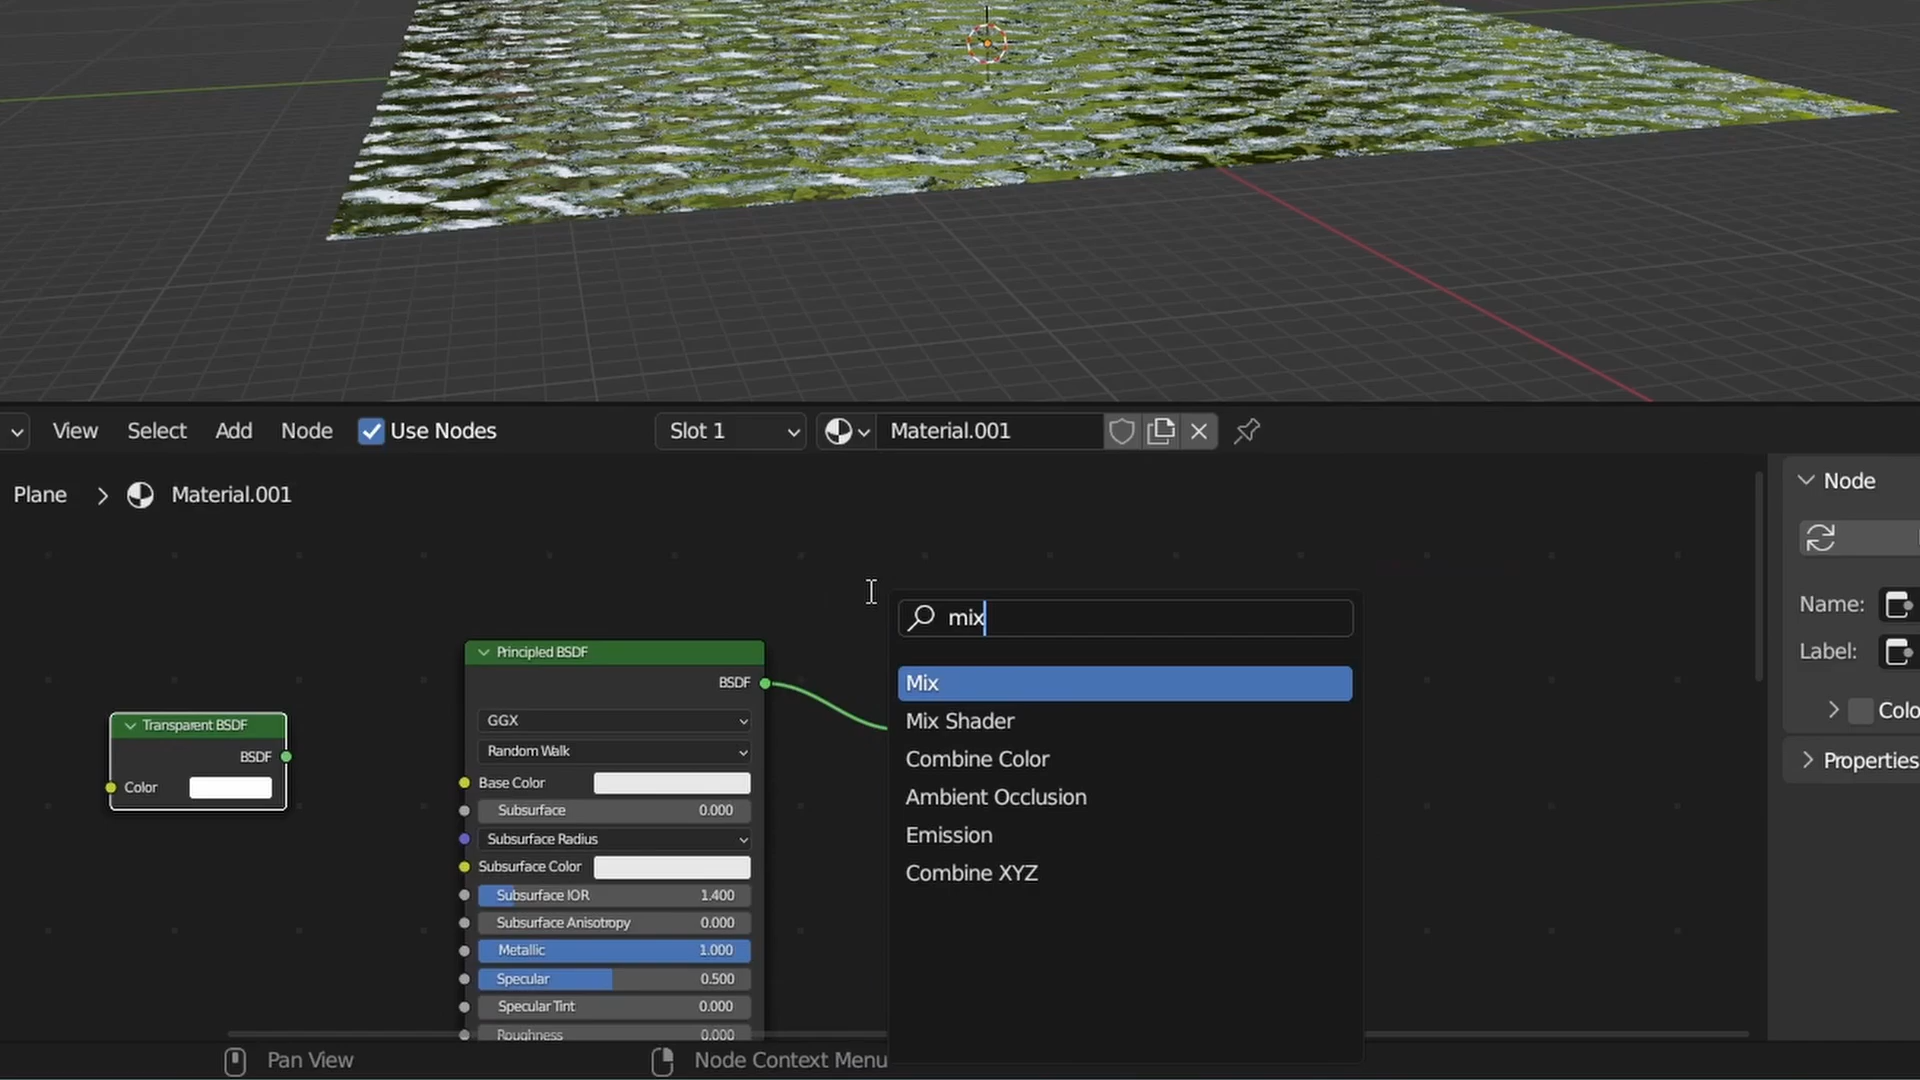 View Select Add Node Use Nodes Slot 1 Material.001
Plane > Material.001
Node
Name:
Label:
Colo
Properties
mix
Mix
Mix Shader
Combine Color
Ambient Occlusion
Emission
Combine XYZ
Transparent BSDF
BSDF
Color
Principled BSDF
BSDF
GGX
Random Walk
Base Color
Subsurface 0.000
Subsurface Radius
Subsurface Color
Subsurface IOR 1.400
Subsurface Anisotropy 0.000
Metallic 1.000
Specular 0.500
Specular Tint 0.000
Roughness 0.000
Pan View Node Context Menu